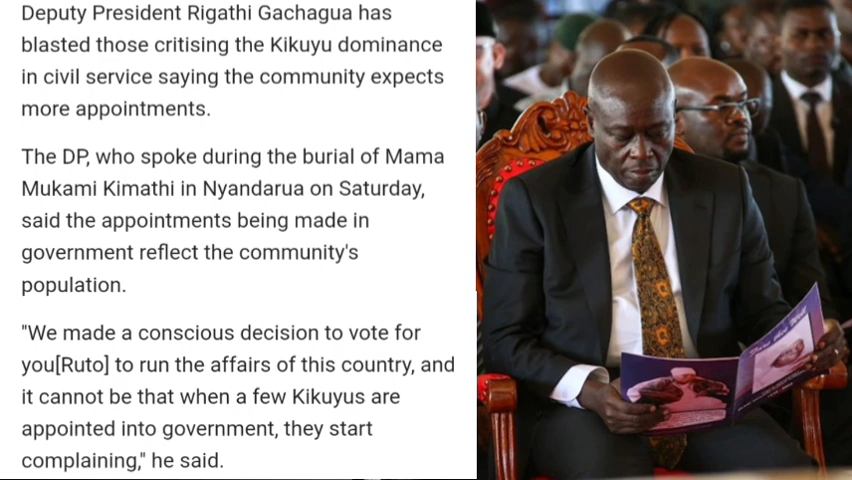 Deputy President Rigathi Gachagua has
blasted those critising the Kikuyu dominance
in civil service saying the community expects
more appointments.
The DP, who spoke during the burial of Mama
Mukami Kimathi in Nyandarua on Saturday,
said the appointments being made in
government reflect the community's
population.
"We made a conscious decision to vote for
you[Ruto] to run the affairs of this country, and
it cannot be that when a few Kikuyus are
appointed into government, they start
complaining," he said.